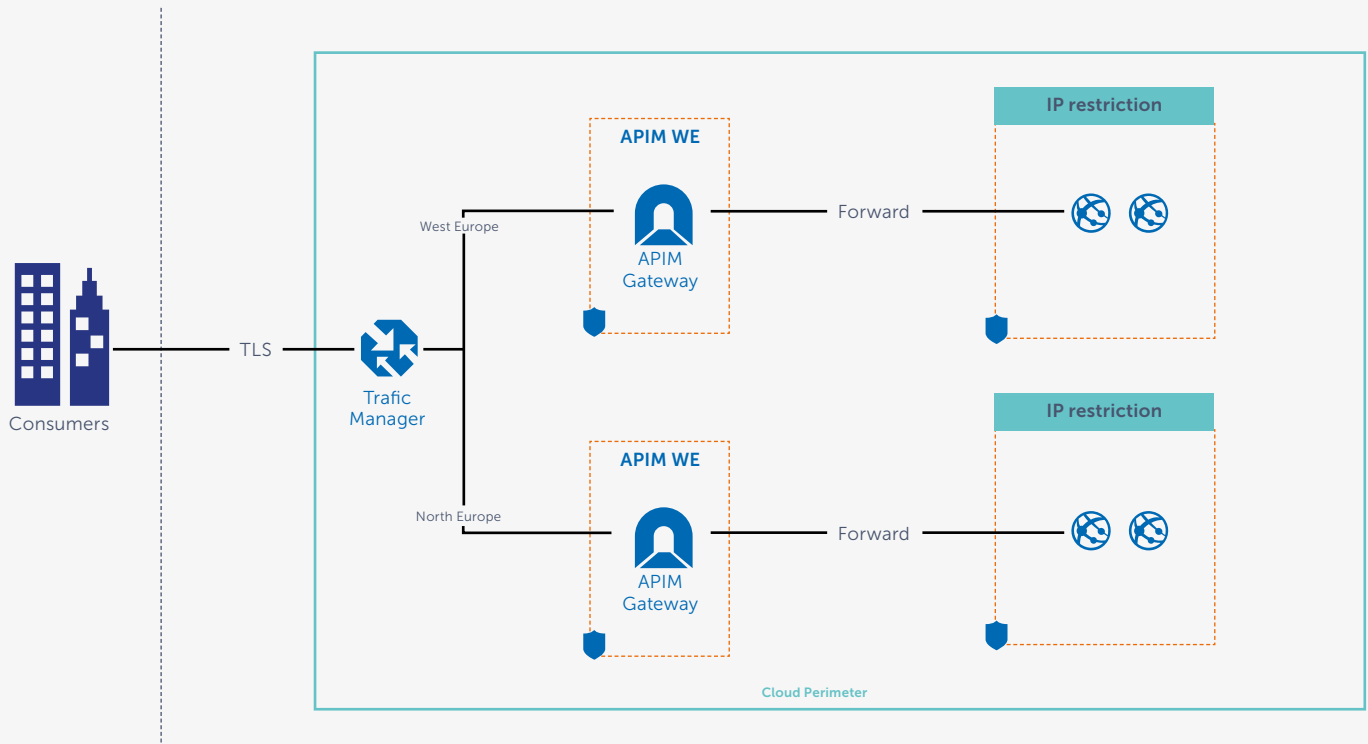 IP restriction
APIM WE
West Europe
Forward
APIM
Gateway
TLS
Trafic
Manager
Consumers
IP restriction
APIM WE
North Europe
Forward
APIM
Gateway
Cloud Perimeter